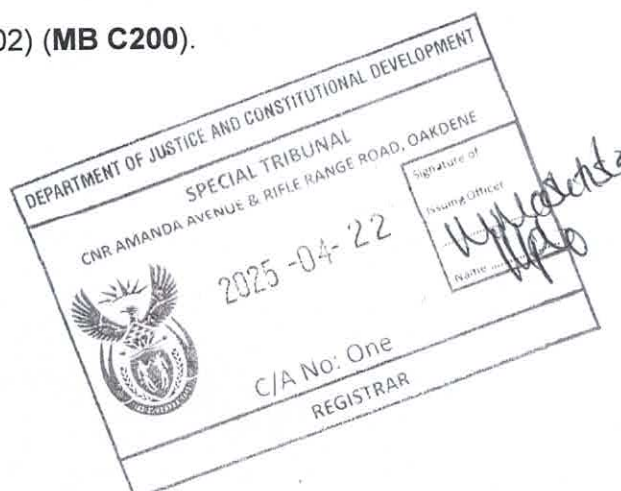 02) (MB C200).
DEPARTMENT OF JUSTICE AND CONSTITUTIONAL DEVELOPMENT
SPECIAL TRIBUNAL
CNR AMANDA AVENUE & RIFLE RANGE ROAD, OAKDENE
Signature of
Issuing Officer
2025-04-22
Name
C/A No: One
REGISTRAR